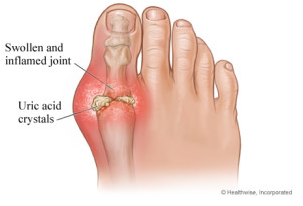 Swollen and
inflamed joint
Uric acid
crystals
© Healthwise, Incorporated